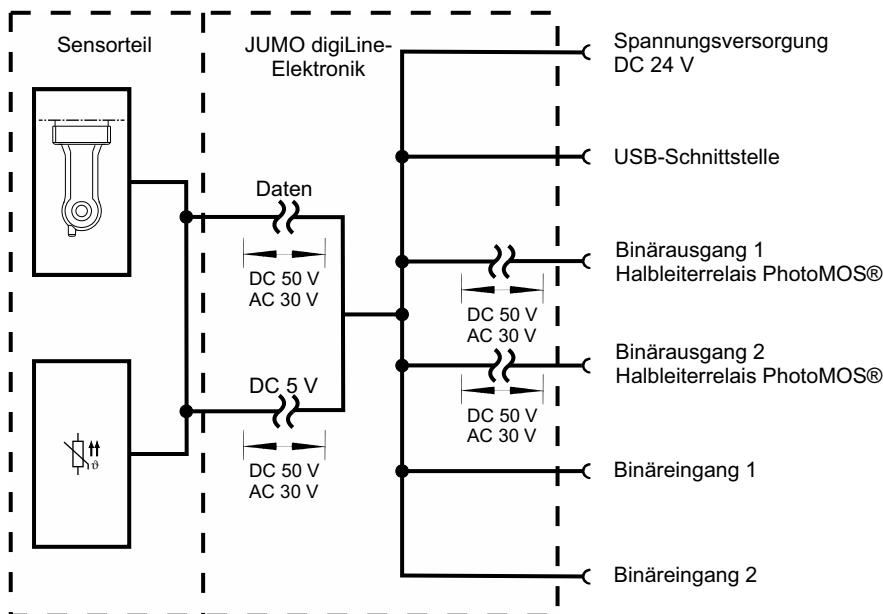 Sensorteil
JUMO digiLine-
Elektronik
Spannungsversorgung
DC 24 V
USB-Schnittstelle
Daten
DC 50 V
AC 30 V
Binärausgang 1
Halbleiterrelais PhotoMOS®
DC 50 V
AC 30 V
Binärausgang 2
Halbleiterrelais PhotoMOS®
DC 50 V
AC 30 V
DC 5 V
DC 50 V
AC 30 V
ϑ
Binäreingang 1
Binäreingang 2